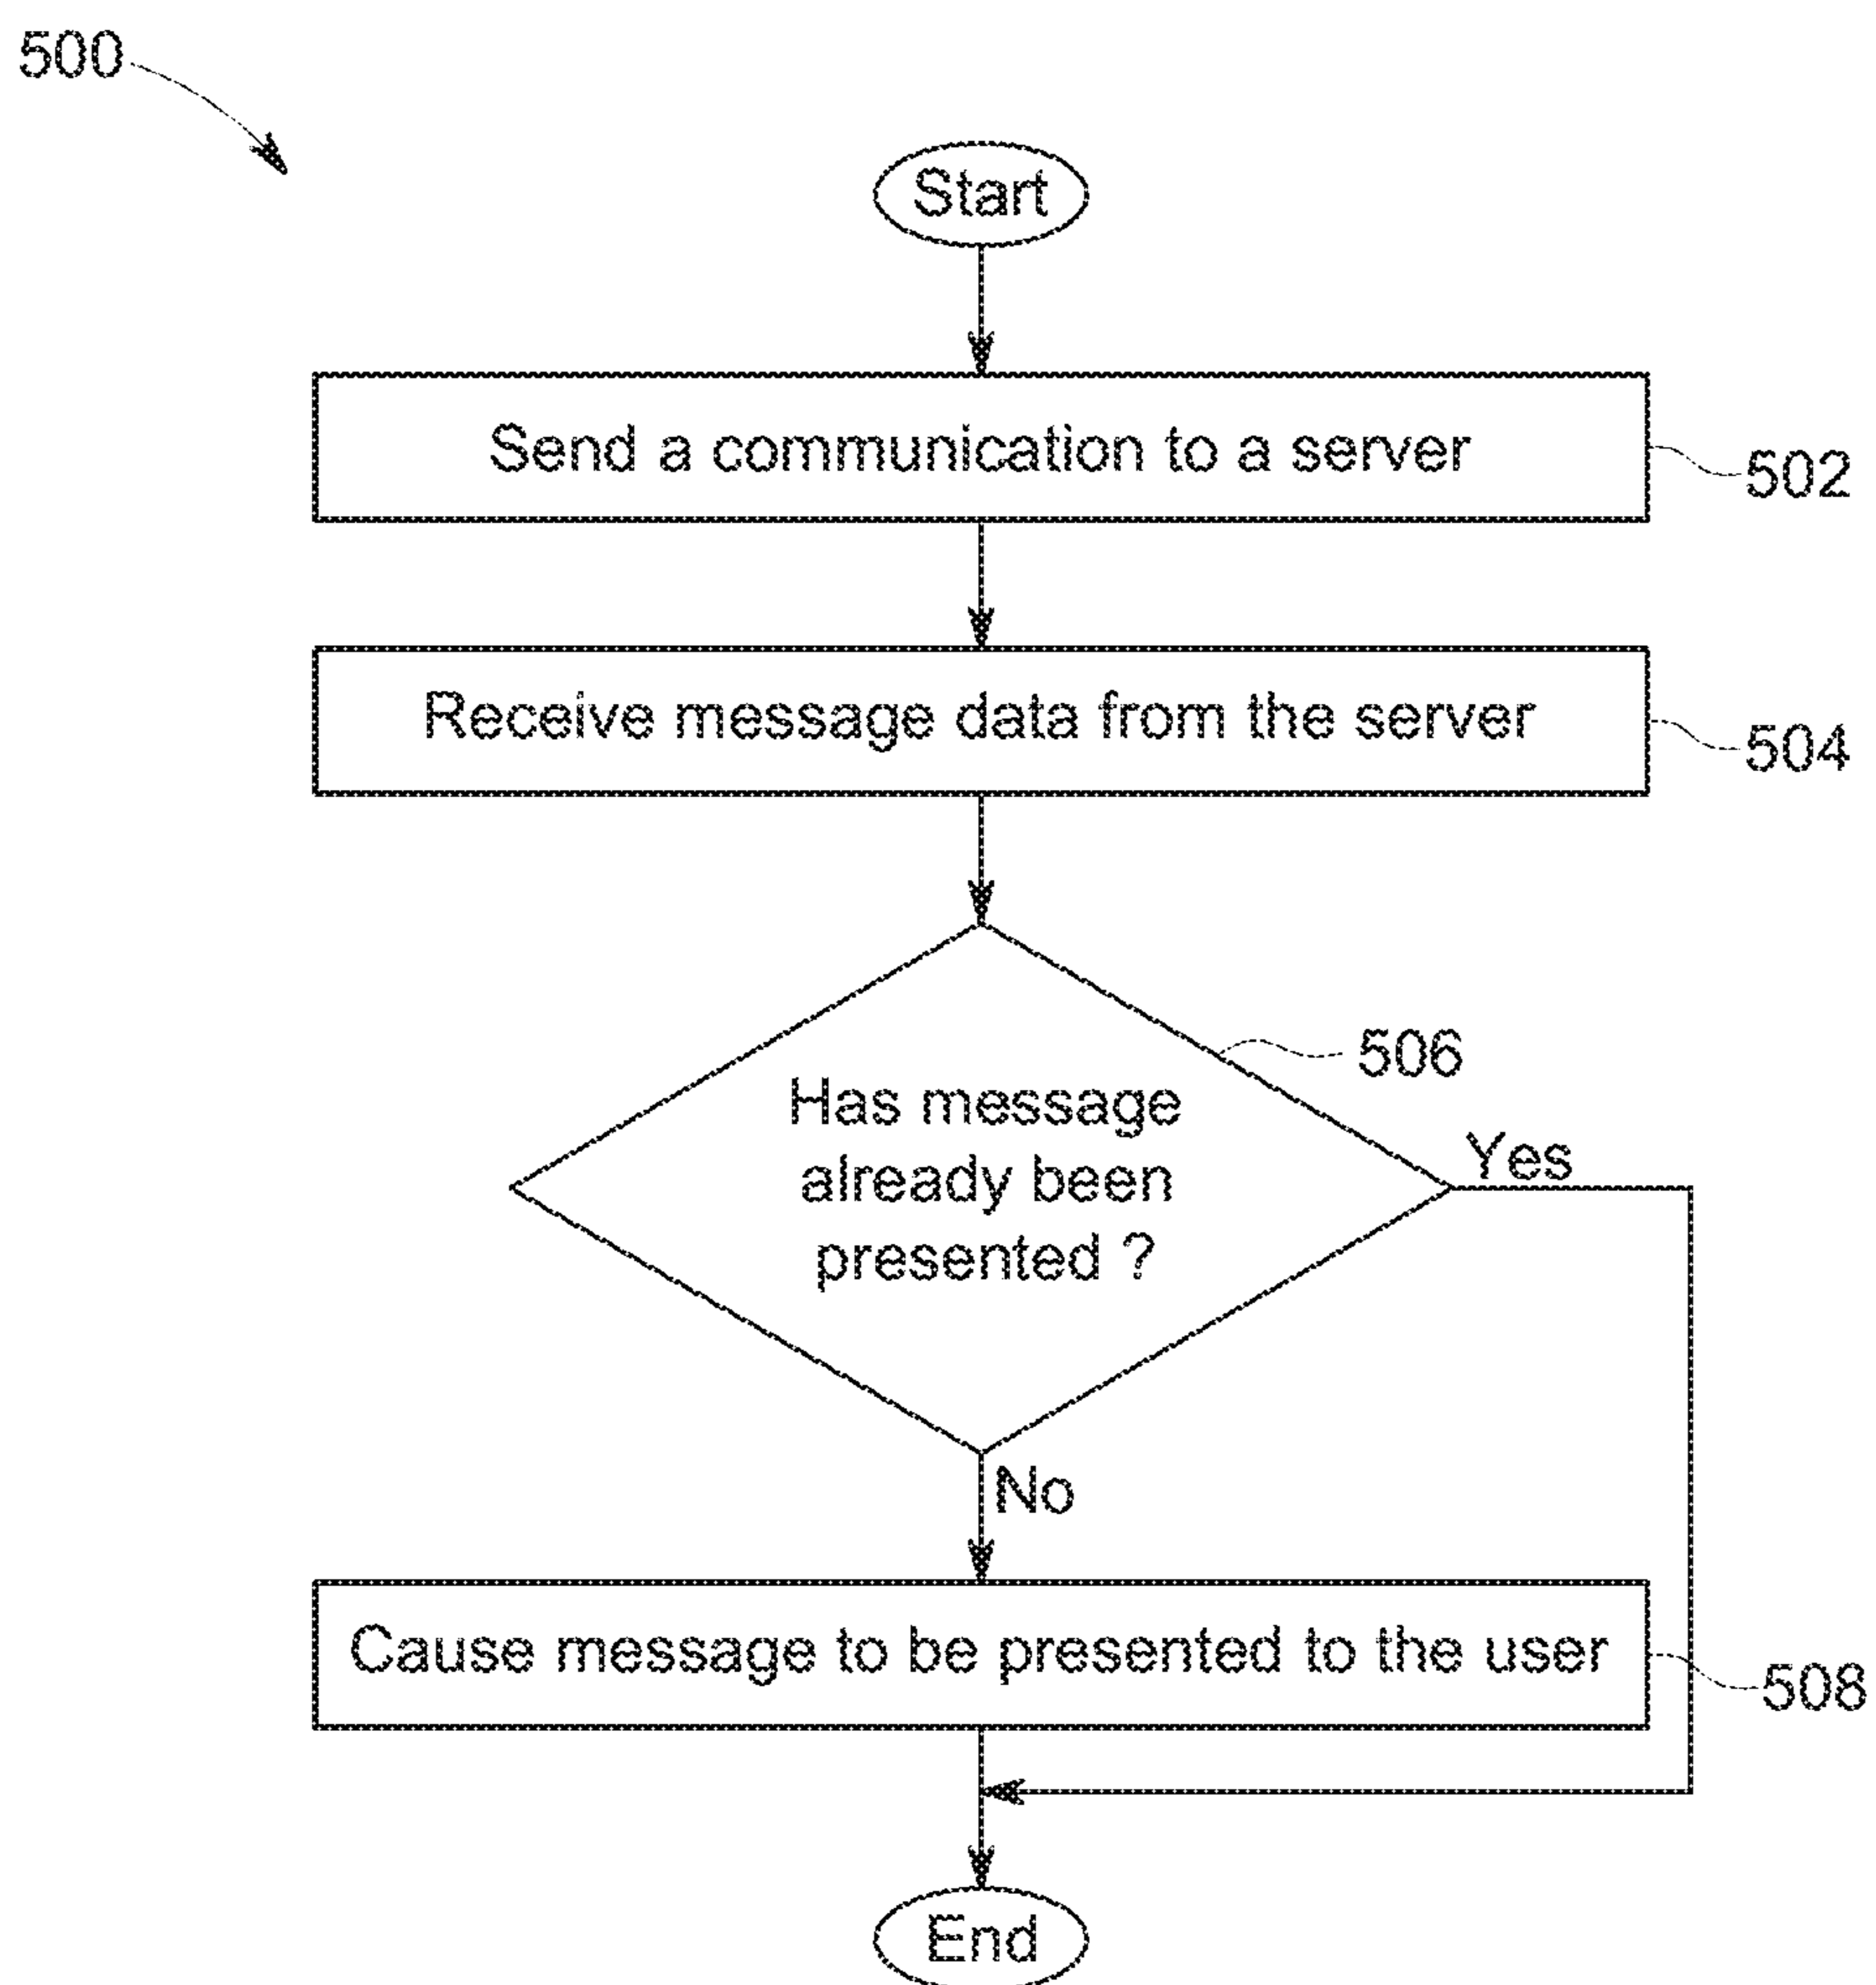 500
Start
Send a communication to a server
502
Receive message data from the server
504
506
Has message
already been
presented ?
Yes
No
Cause message to be presented to the user
508
End